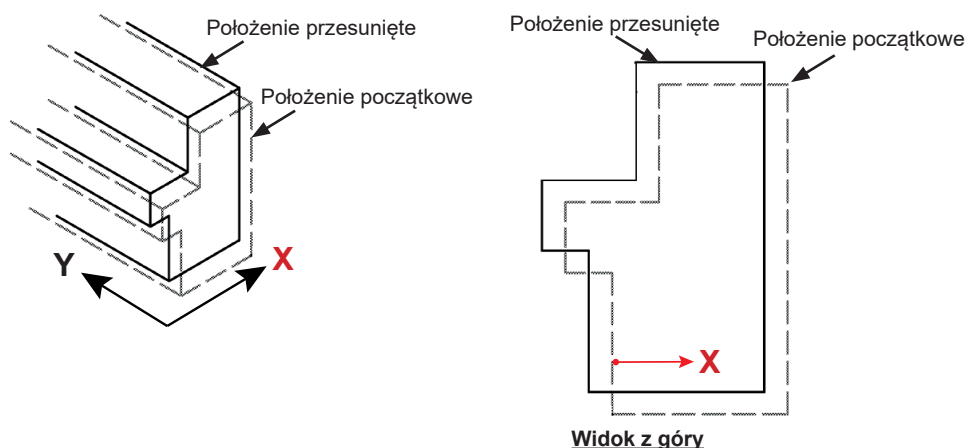 Położenie przesunięte
Położenie początkowe
Y
X
Położenie przesunięte
Położenie początkowe
X
Widok z góry